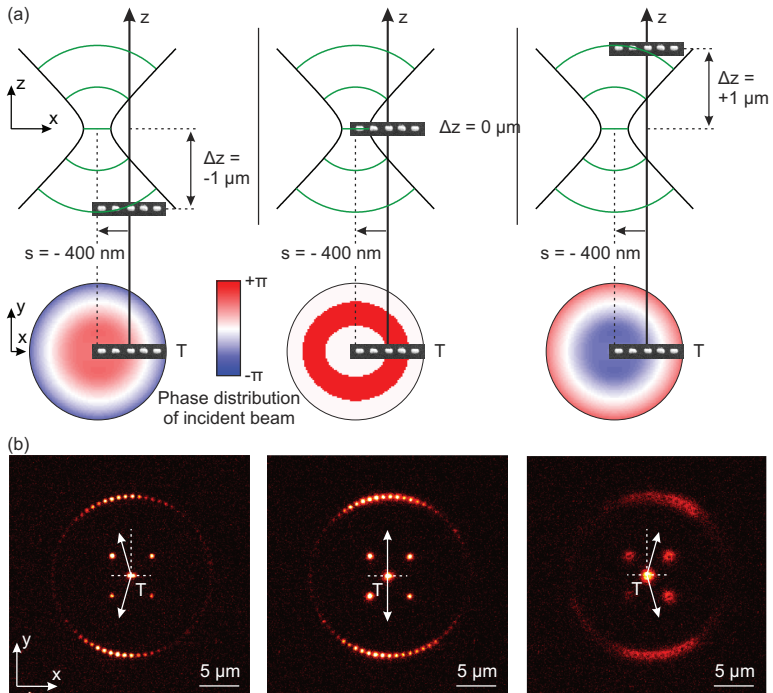 (a)
z
z
z
z
x
Δz =
-1 µm
Δz = 0 µm
Δz =
+1 µm
s = - 400 nm
s = - 400 nm
s = - 400 nm
y
x
T
+π
-π
Phase distribution
of incident beam
T
T
(b)
T
T
T
y
x
5 µm
5 µm
5 µm